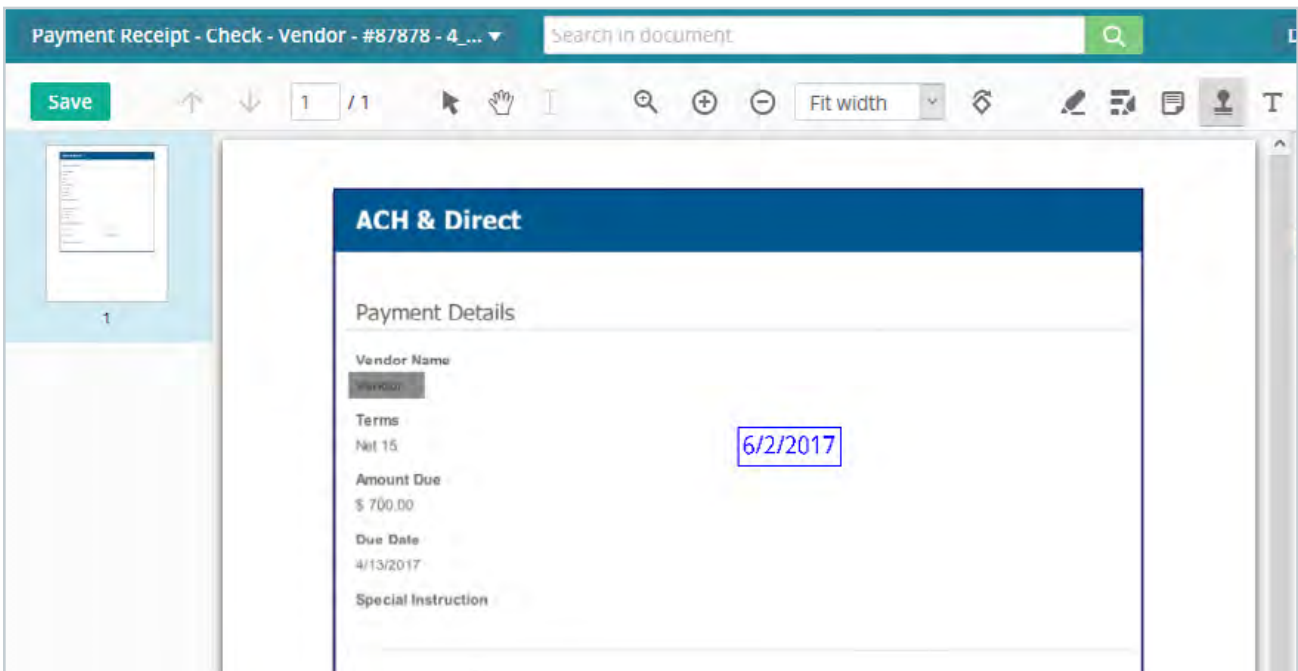 Payment Receipt - Check - Vendor - #87878 - 4_...
Search in document
Save
1 / 1
Fit width
T
1
ACH & Direct
Payment Details
Vendor Name
Vendor
Terms
Net 15
6/2/2017
Amount Due
$ 700.00
Due Date
4/13/2017
Special Instruction